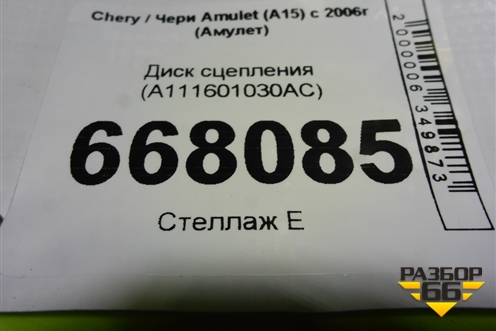 Chery / Чери Amulet (A15) с 2006г
(Амулет)
Диск сцепления
(A111601030AC)
668085
Стеллаж Е
2000006349873
РАЗБОР
66